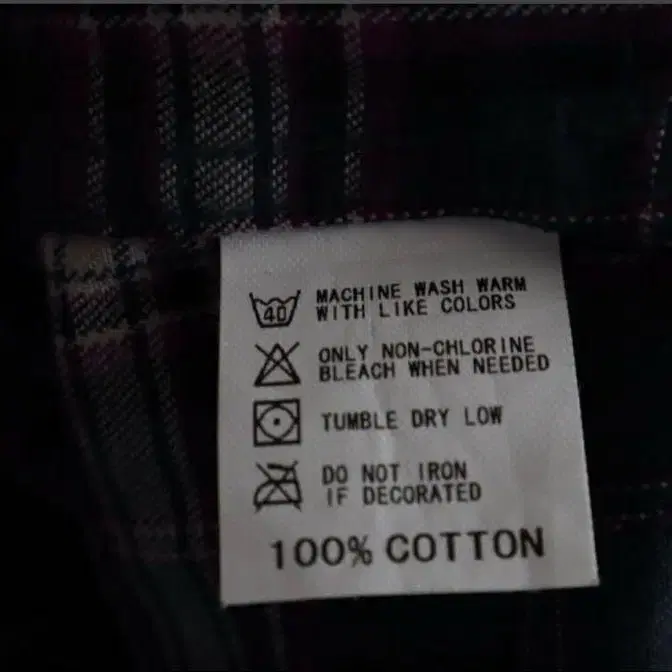 40
MACHINE WASH WARM
WITH LIKE COLORS
ONLY NON-CHLORINE
BLEACH WHEN NEEDED
TUMBLE DRY LOW
DO NOT IRON
IF DECORATED
100% COTTON